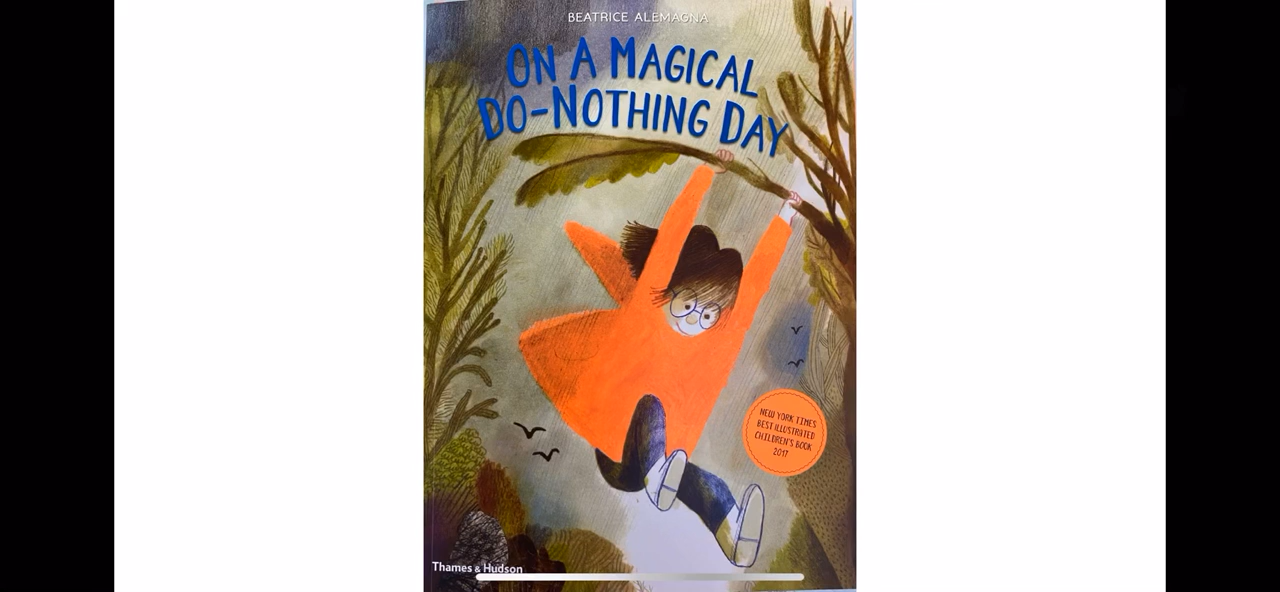 BEATRICE ALEMAGNA
ON A MAGICAL
DO-NOTHING DAY
NEW YORK TIMES
BEST ILLUSTRATED
CHILDREN'S BOOK
2017
Thames & Hudson